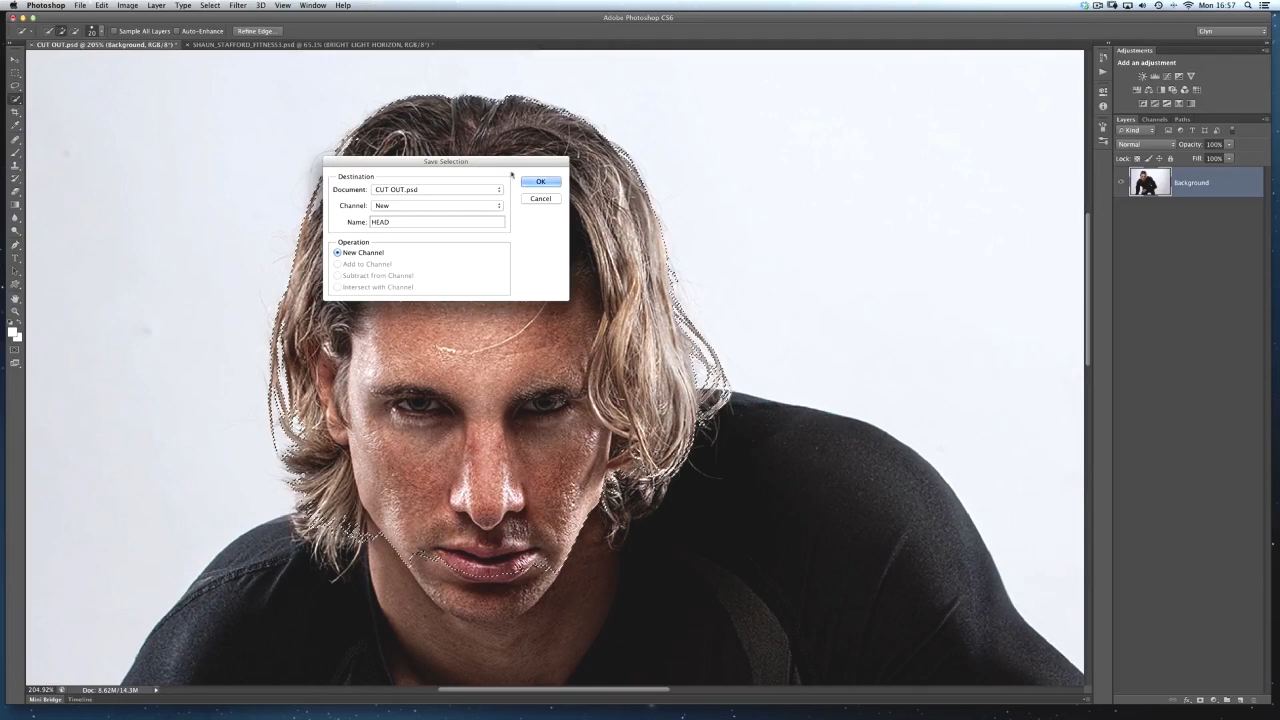 Photoshop File Edit Image Layer Type Select Filter 3D View Window Help Mon 16:57
Adobe Photoshop CS6
20 Sample All Layers Auto-Enhance Refine Edge... Glyn
CUT OUT.psd @ 205% (Background, RGB/8*) * SHAUN_STAFFORD_FITNESS3.psd @ 65.1% (BRIGHT LIGHT HORIZON, RGB/8*) *
Adjustments
Add an adjustment
Layers Channels Paths
Kind
Normal Opacity: 100%
Lock: Fill: 100%
Background
Save Selection
Destination
Document: CUT OUT.psd
Channel: New
Name: HEAD
OK
Cancel
Operation
New Channel
Add to Channel
Subtract from Channel
Intersect with Channel
204.92% Doc: 8.62M/14.3M
Mini Bridge Timeline